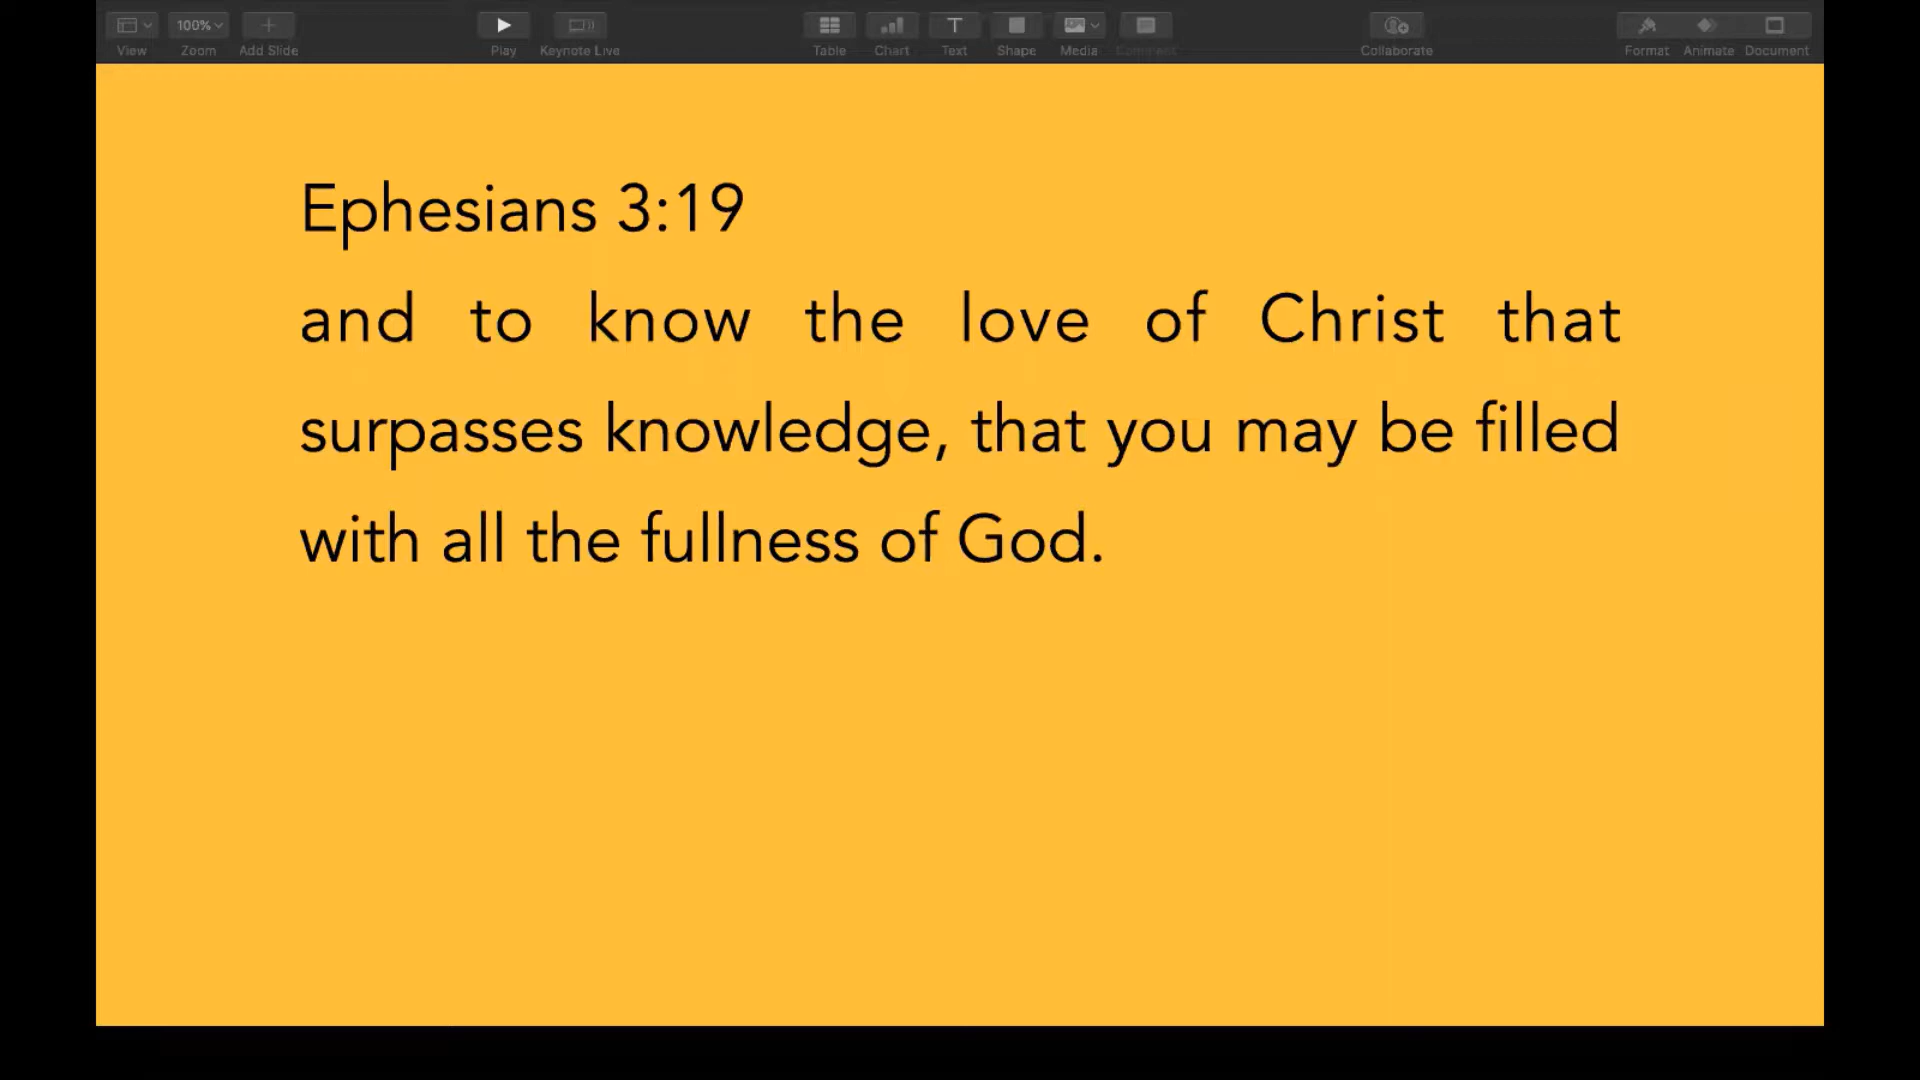 100%
View Zoom Add Slide Play Keynote Live Table Chart Text Shape Media Comment Collaborate Format Animate Document
Ephesians 3:19
and to know the love of Christ that
surpasses knowledge, that you may be filled
with all the fullness of God.